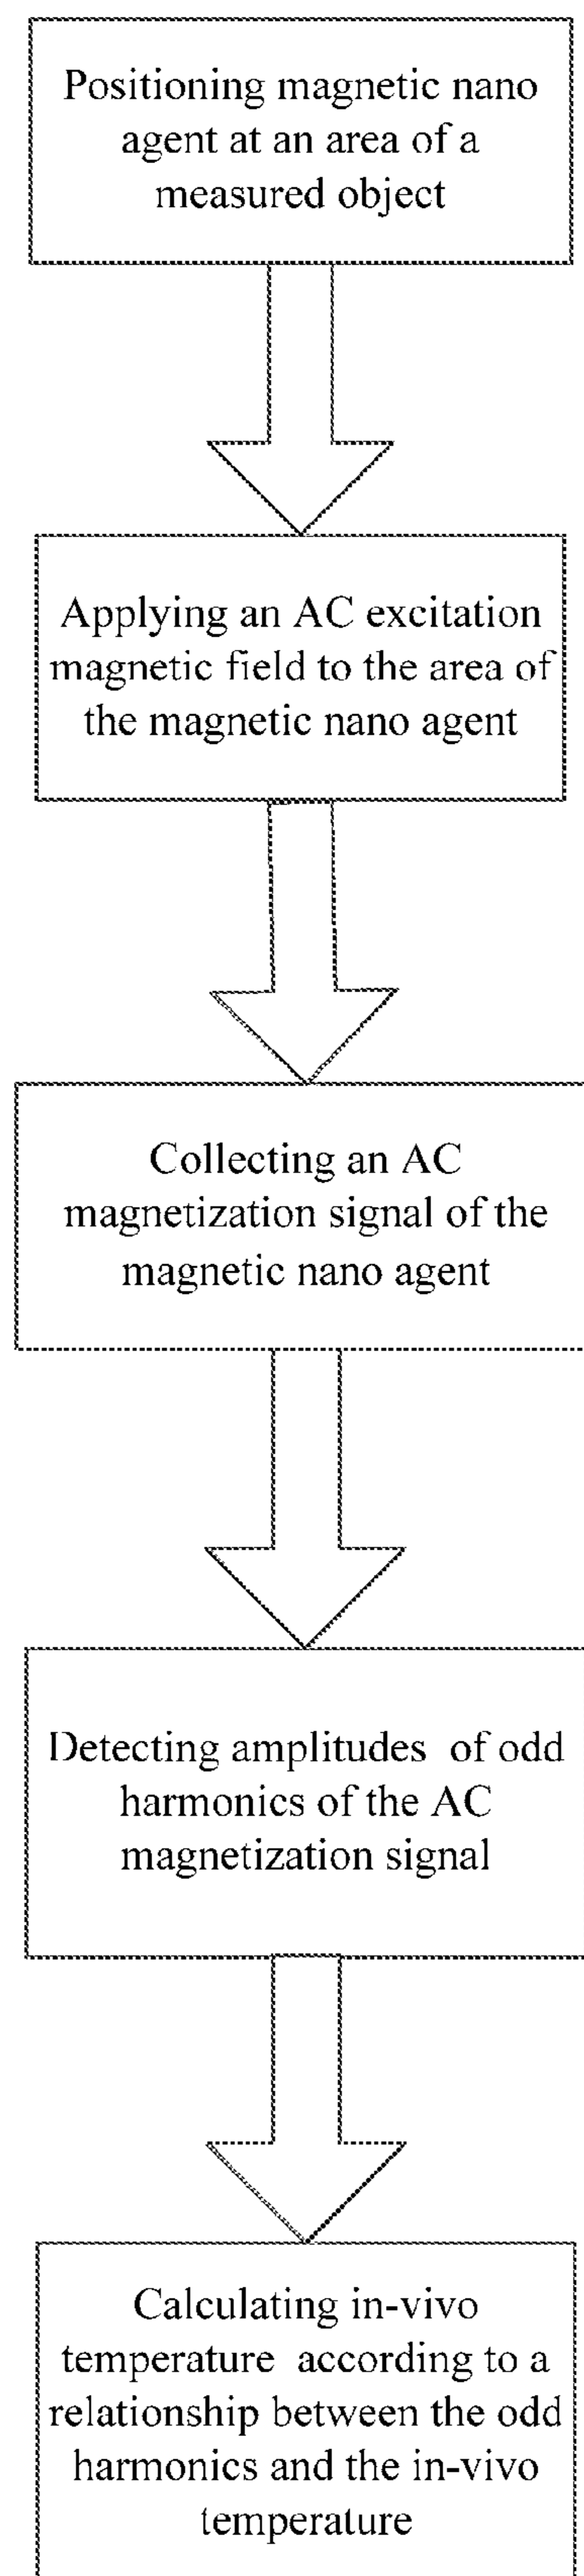 Positioning magnetic nano
agent at an area of a
measured object
Applying an AC excitation
magnetic field to the area of
the magnetic nano agent
Collecting an AC
magnetization signal of the
magnetic nano agent
Detecting amplitudes of odd
harmonics of the AC
magnetization signal
Calculating in-vivo
temperature according to a
relationship between the odd
harmonics and the in-vivo
temperature